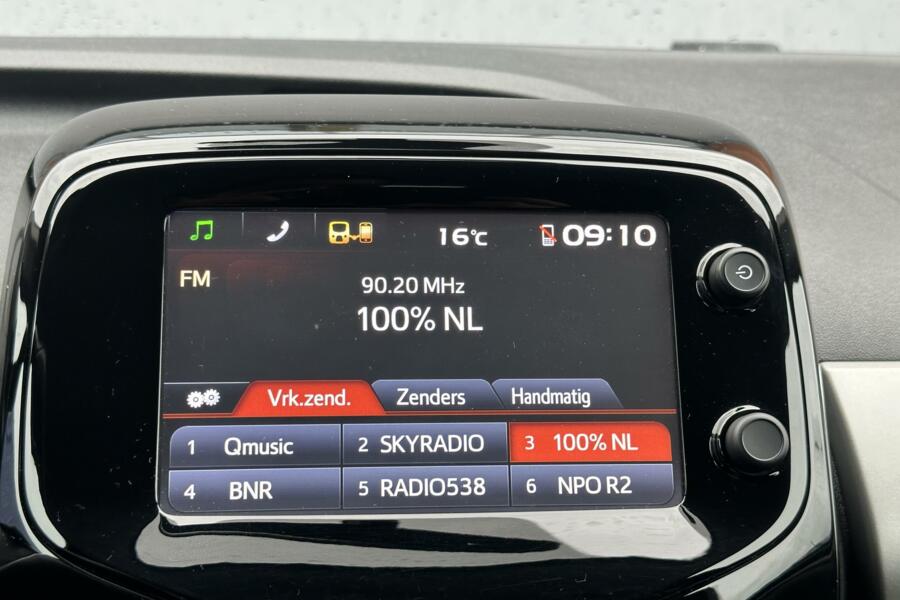 16°C 09:10
FM
90.20 MHz
100% NL
Vrk.zend. Zenders Handmatig
1 Qmusic 2 SKYRADIO 3 100% NL
4 BNR 5 RADIO538 6 NPO R2